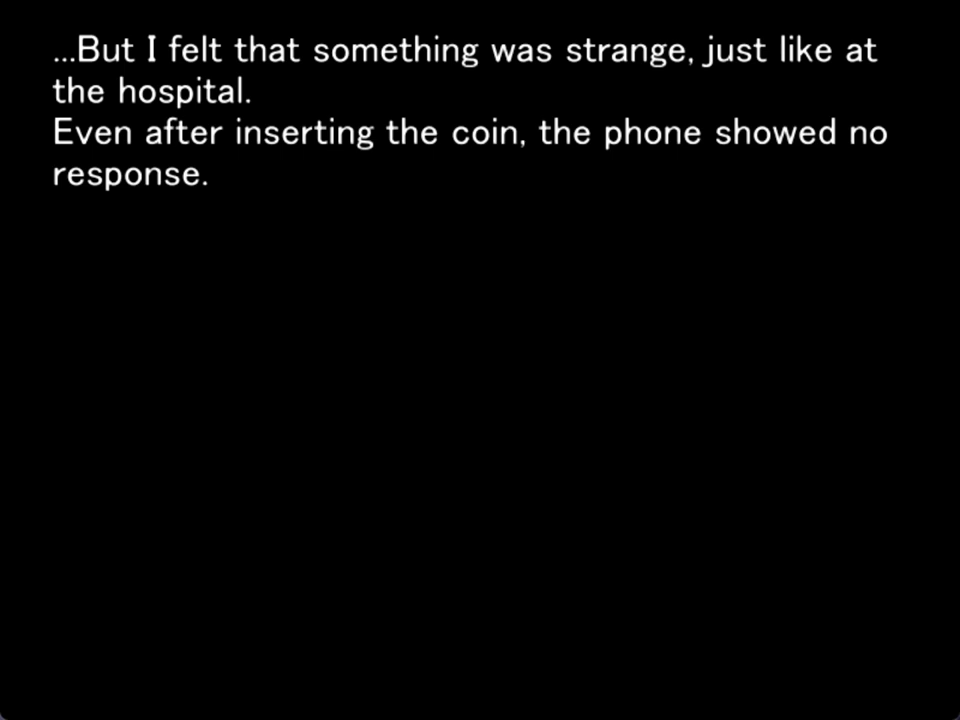 ...But I felt that something was strange, just like at
the hospital.
Even after inserting the coin, the phone showed no
response.